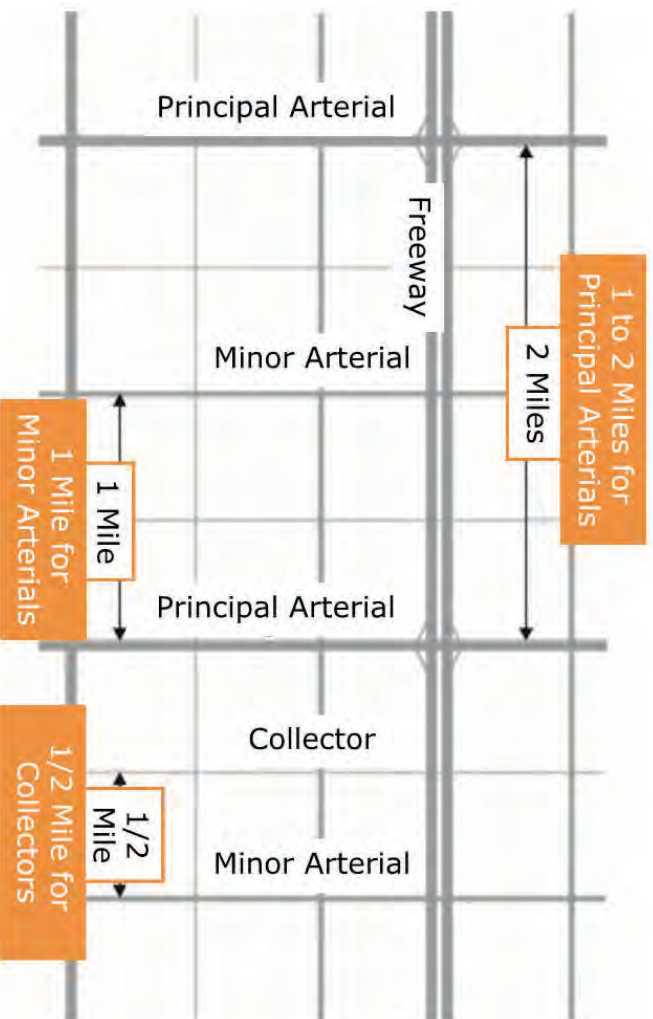 Principal Arterial
Freeway
1 to 2 Miles for
Principal Arterials
2 Miles
Minor Arterial
1 Mile
1 Mile for
Minor Arterials
Principal Arterial
Collector
1/2
Mile
1/2 Mile for
Collectors
Minor Arterial